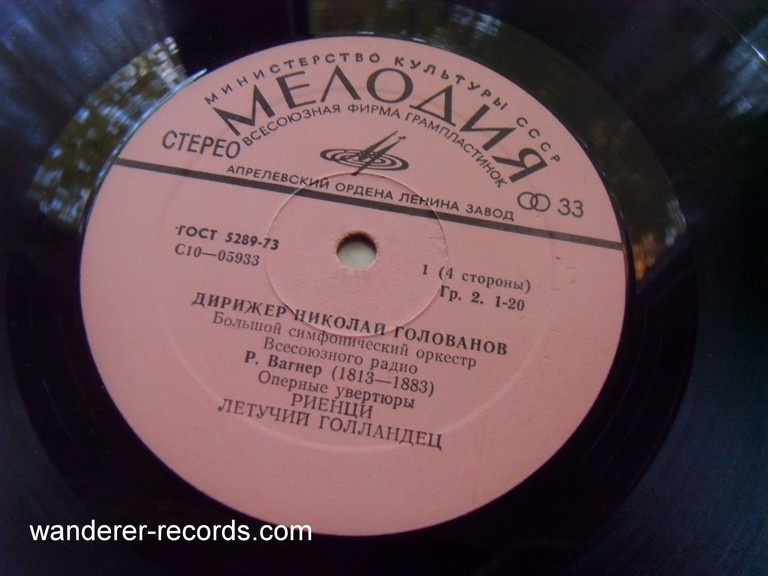 МИНИСТЕРСТВО КУЛЬТУРЫ СССР
МЕЛОДИЯ
ВСЕСОЮЗНАЯ ФИРМА ГРАМПЛАСТИНОК
СТЕРЕО
АПРЕЛЕВСКИЙ ОРДЕНА ЛЕНИНА ЗАВОД
33
ГОСТ 5289-73
С10—05933
1 (4 стороны)
Гр. 2. 1-20
ДИРИЖЕР НИКОЛАЙ ГОЛОВАНОВ
Большой симфонический оркестр
Всесоюзного радио
Р. Вагнер (1813—1883)
Оперные увертюры
РИЕНЦИ
ЛЕТУЧИЙ ГОЛЛАНДЕЦ
wanderer-records.com